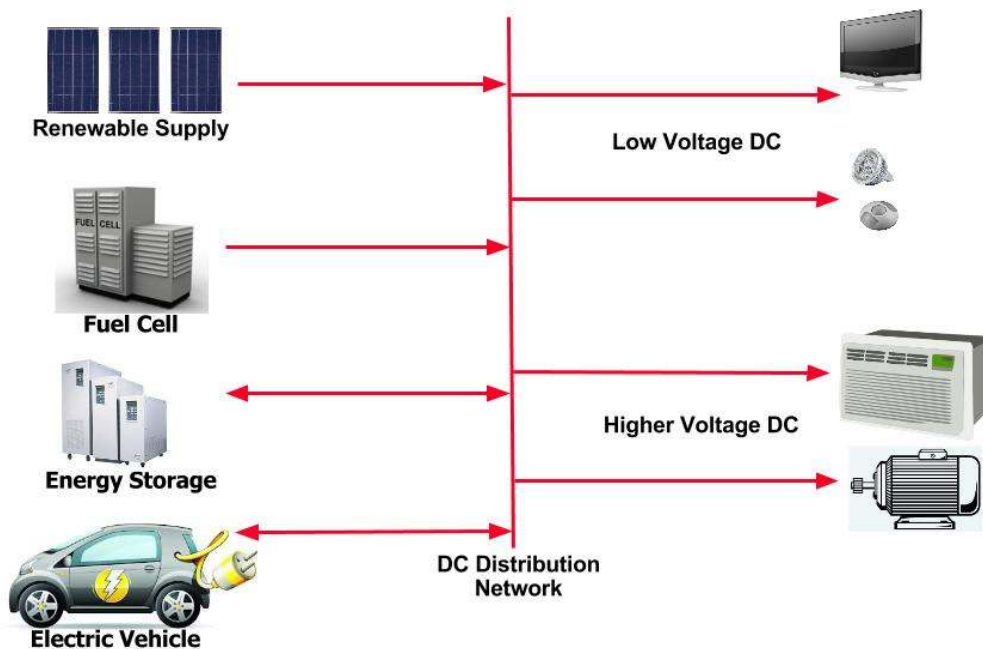 Renewable Supply
FUEL CELL
Fuel Cell
Energy Storage
Electric Vehicle
DC Distribution
Network
Low Voltage DC
Higher Voltage DC